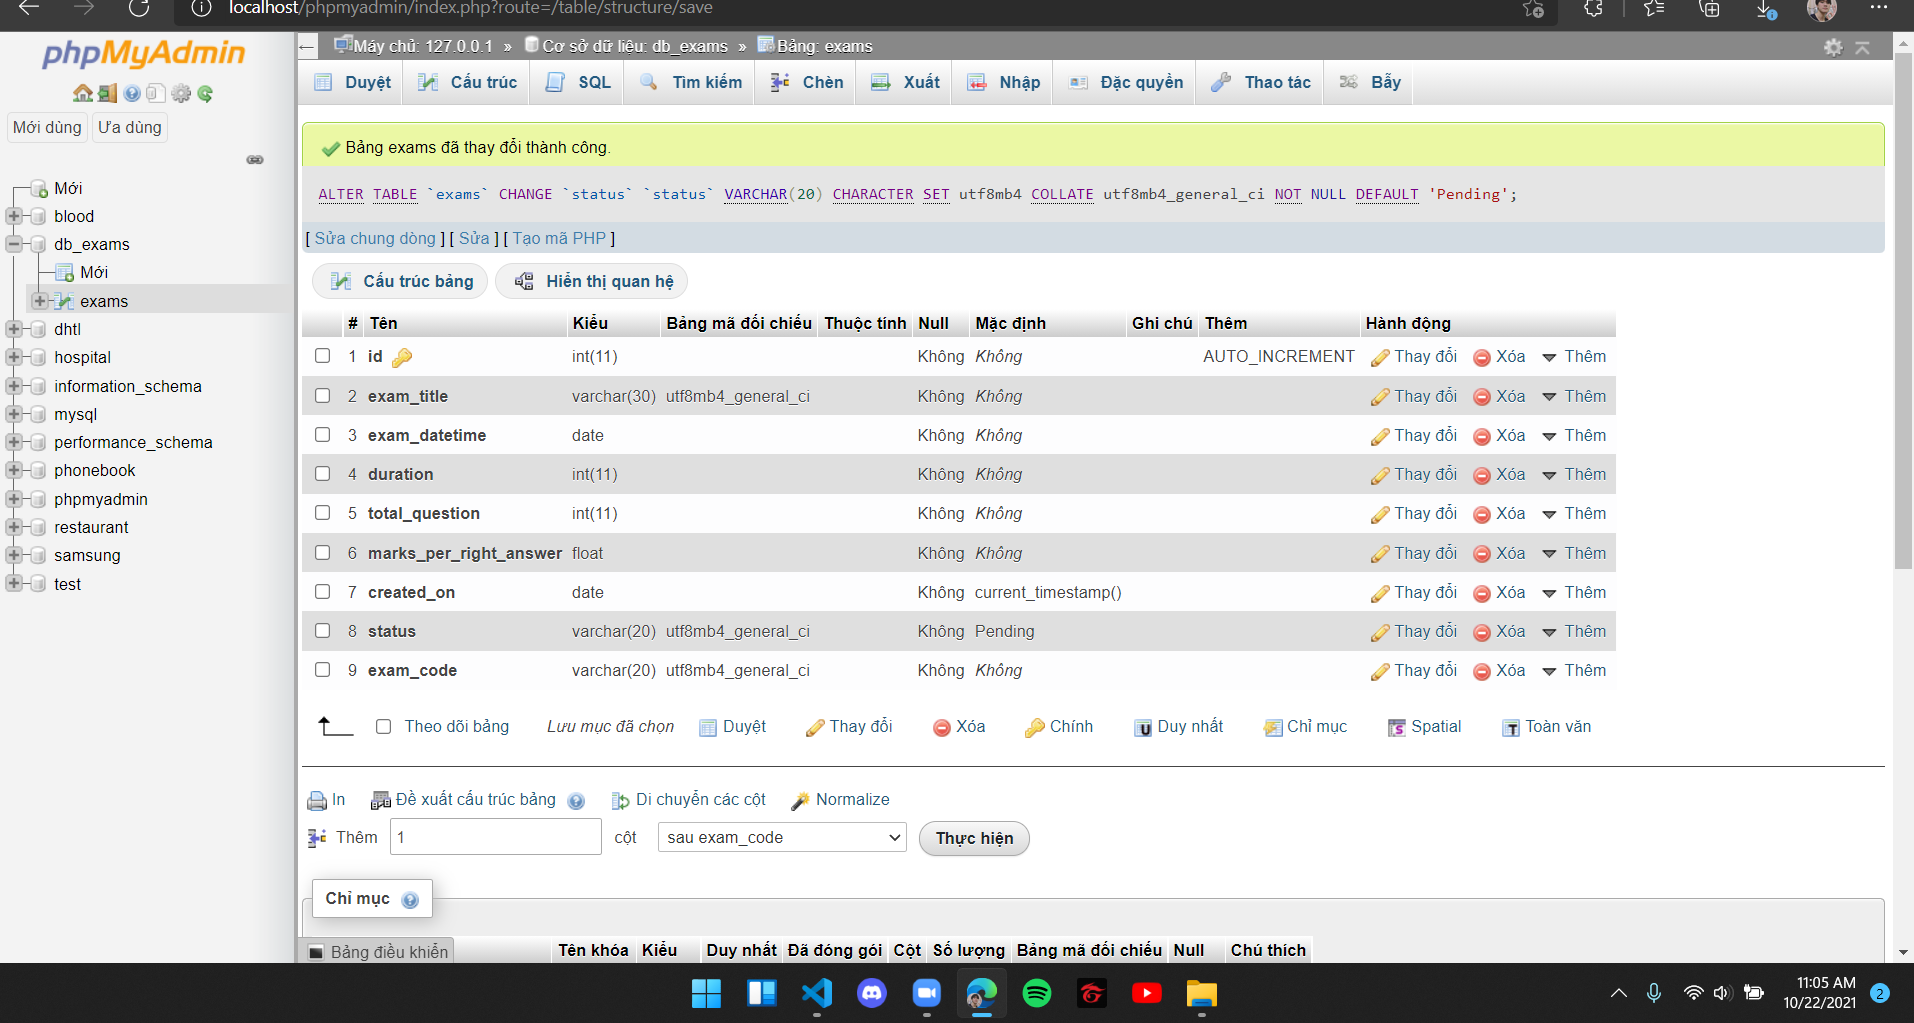 localhost/phpmyadmin/index.php?route=/table/structure/save
phpMyAdmin
Mới dùng Ưa dùng
Mới
blood
db_exams
Mới
exams
dhtl
hospital
information_schema
mysql
performance_schema
phonebook
phpmyadmin
restaurant
samsung
test
Máy chủ: 127.0.0.1 » Cơ sở dữ liệu: db_exams » Bảng: exams
Duyệt Cấu trúc SQL Tìm kiếm Chèn Xuất Nhập Đặc quyền Thao tác Bẫy
Bảng exams đã thay đổi thành công.
ALTER TABLE `exams` CHANGE `status` `status` VARCHAR(20) CHARACTER SET utf8mb4 COLLATE utf8mb4_general_ci NOT NULL DEFAULT 'Pending';
[ Sửa chung dòng ] [ Sửa ] [ Tạo mã PHP ]
Cấu trúc bảng Hiển thị quan hệ
# Tên Kiểu Bảng mã đối chiếu Thuộc tính Null Mặc định Ghi chú Thêm Hành động
1 id int(11) Không Không AUTO_INCREMENT Thay đổi Xóa Thêm
2 exam_title varchar(30) utf8mb4_general_ci Không Không Thay đổi Xóa Thêm
3 exam_datetime date Không Không Thay đổi Xóa Thêm
4 duration int(11) Không Không Thay đổi Xóa Thêm
5 total_question int(11) Không Không Thay đổi Xóa Thêm
6 marks_per_right_answer float Không Không Thay đổi Xóa Thêm
7 created_on date Không current_timestamp() Thay đổi Xóa Thêm
8 status varchar(20) utf8mb4_general_ci Không Pending Thay đổi Xóa Thêm
9 exam_code varchar(20) utf8mb4_general_ci Không Không Thay đổi Xóa Thêm
Theo dõi bảng Lưu mục đã chọn Duyệt Thay đổi Xóa Chính Duy nhất Chỉ mục Spatial Toàn văn
In Đề xuất cấu trúc bảng Di chuyển các cột Normalize
Thêm 1 cột sau exam_code Thực hiện
Chỉ mục
Bảng điều khiển Tên khóa Kiểu Duy nhất Đã đóng gói Cột Số lượng Bảng mã đối chiếu Null Chú thích
11:05 AM
10/22/2021
2